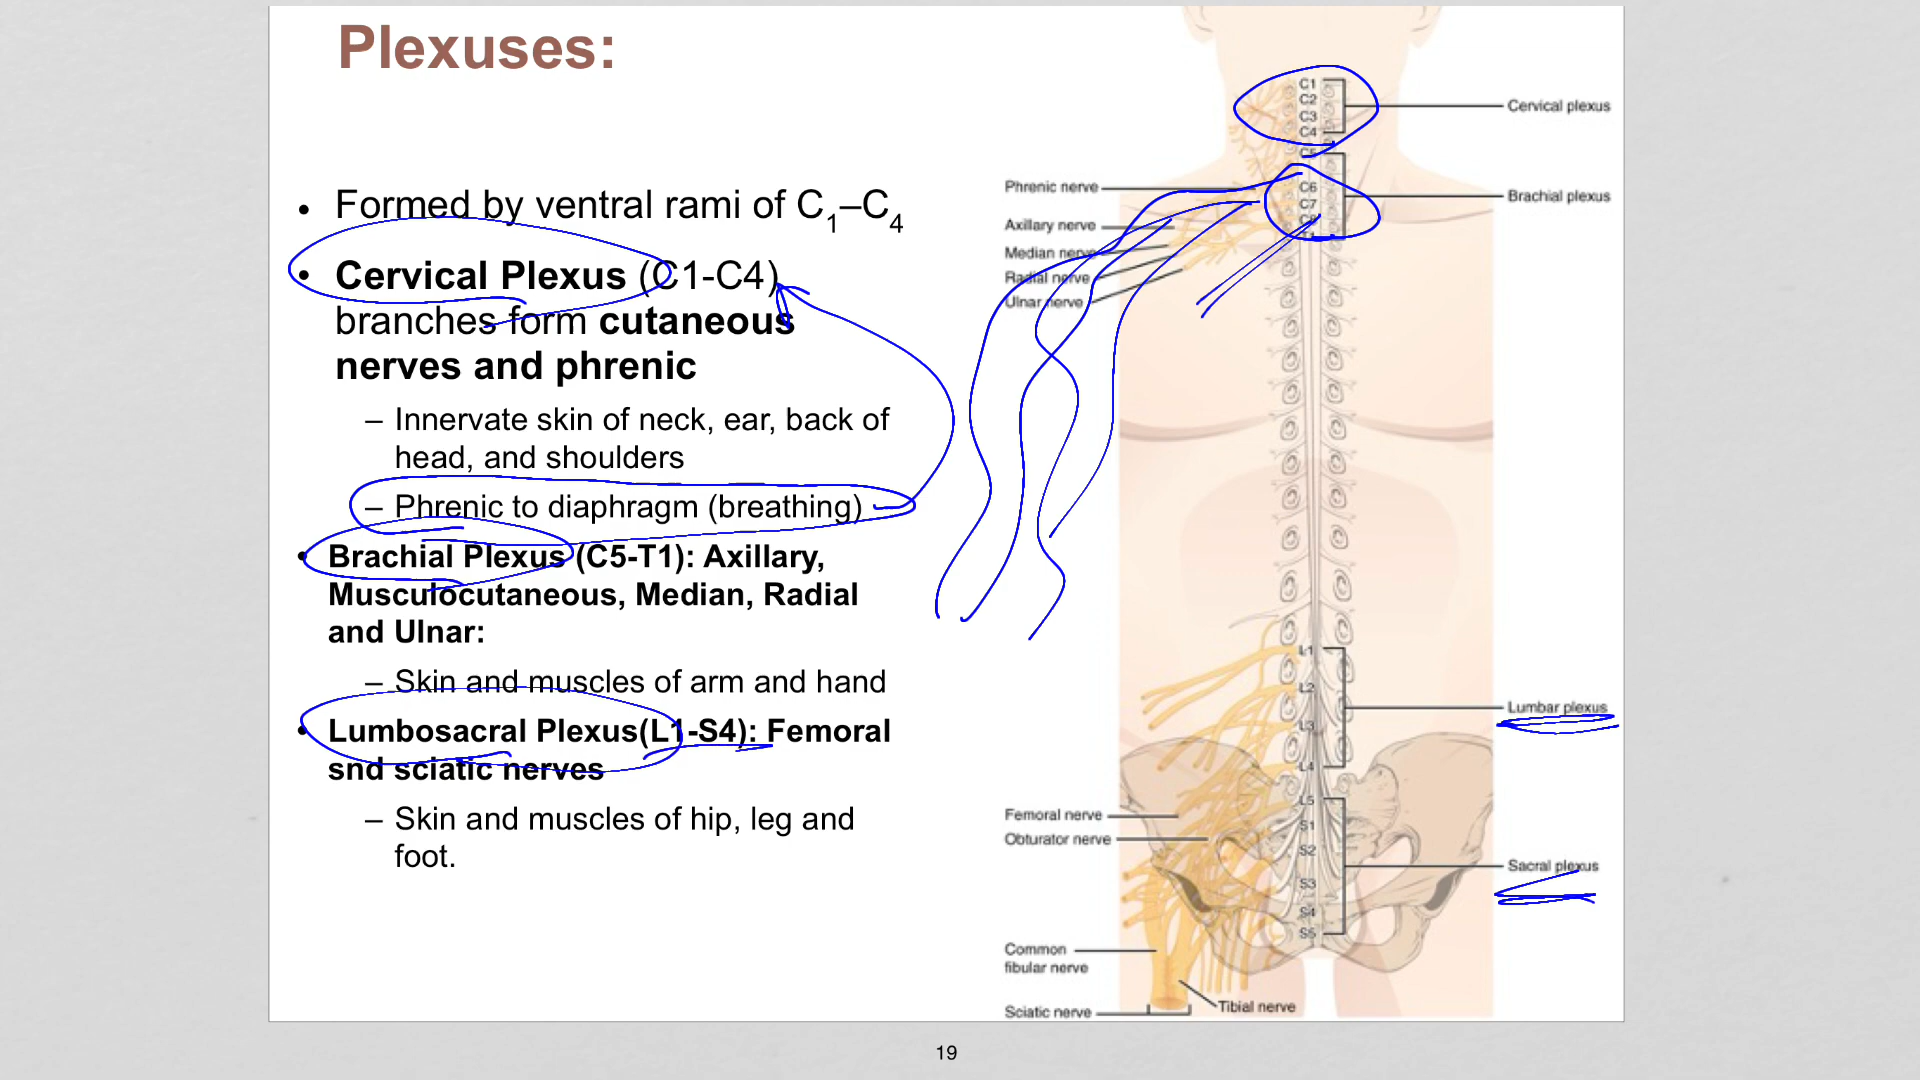 Plexuses:
• Formed by ventral rami of C1–C4
• Cervical Plexus (C1-C4)
branches form cutaneous
nerves and phrenic
– Innervate skin of neck, ear, back of
head, and shoulders
– Phrenic to diaphragm (breathing)
• Brachial Plexus (C5-T1): Axillary,
Musculocutaneous, Median, Radial
and Ulnar:
– Skin and muscles of arm and hand
• Lumbosacral Plexus(L1-S4): Femoral
snd sciatic nerves
– Skin and muscles of hip, leg and
foot.
C1
C2
C3
C4
Cervical plexus
C5
C6
C7
C8
T1
Brachial plexus
Phrenic nerve
Axillary nerve
Median nerve
Radial nerve
Ulnar nerve
L1
L2
L3
L4
Lumbar plexus
L5
S1
S2
S3
S4
S5
Sacral plexus
Femoral nerve
Obturator nerve
Common
fibular nerve
Sciatic nerve
Tibial nerve
19